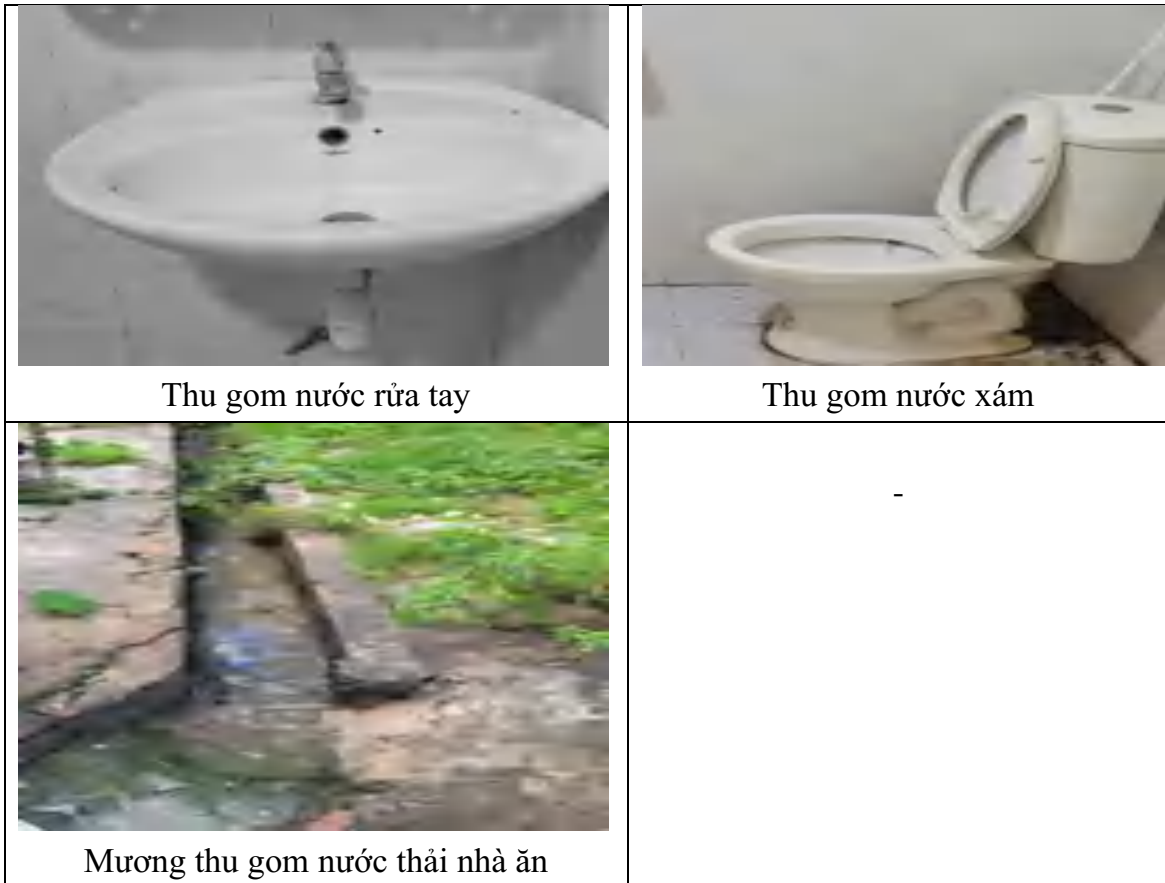 Thu gom nước rửa tay
Thu gom nước xám
-
Mương thu gom nước thải nhà ăn